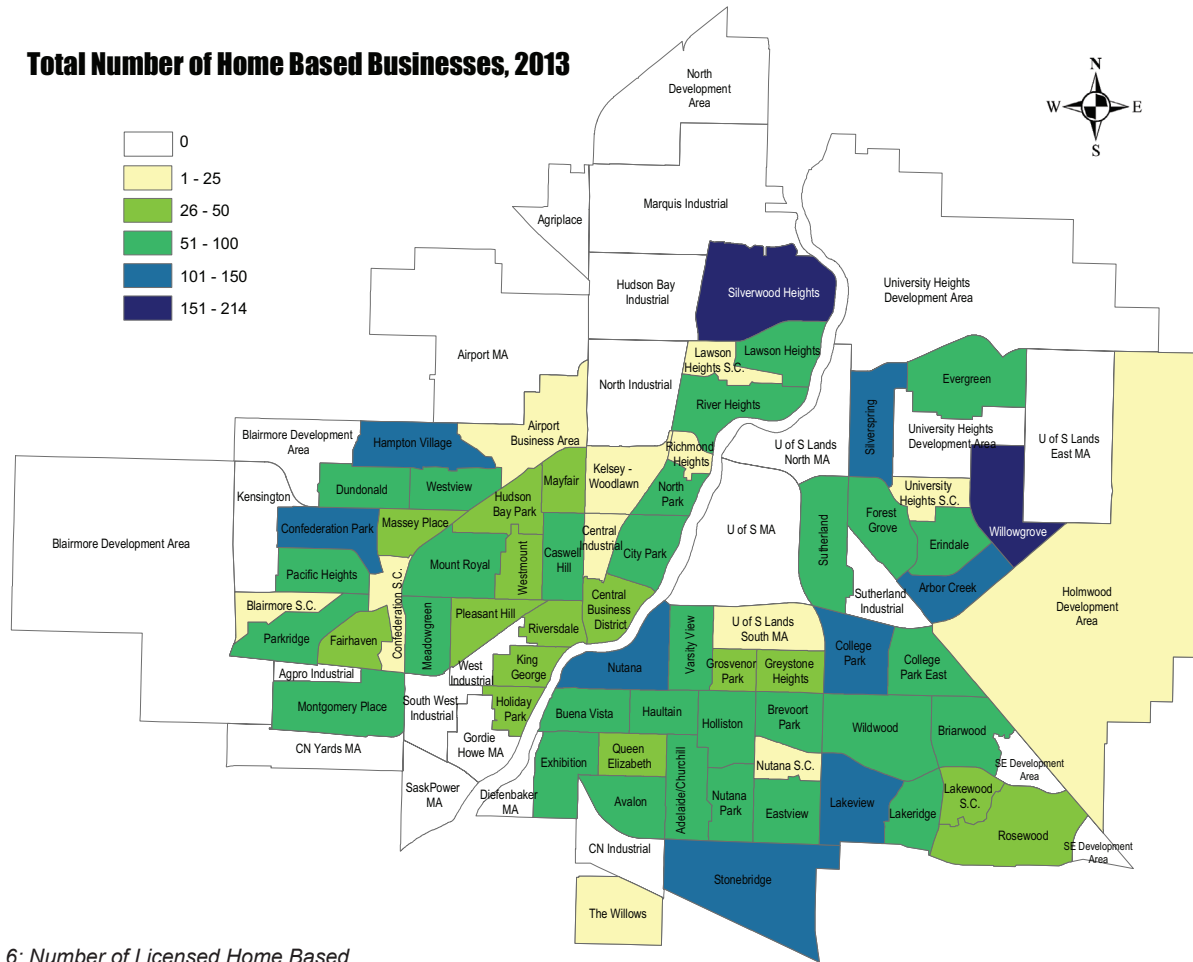 Total Number of Home Based Businesses, 2013
N
W
E
S
0
1 - 25
26 - 50
51 - 100
101 - 150
151 - 214
North
Development
Area
Marquis Industrial
Agriplace
Hudson Bay
Industrial
Silverwood Heights
University Heights
Development Area
Airport MA
North Industrial
Lawson
Heights S.C.
Lawson Heights
River Heights
Evergreen
Silverspring
University Heights
Development Area
U of S Lands
East MA
U of S Lands
North MA
Airport
Business Area
Blairmore Development
Area
Hampton Village
Richmond
Heights
Kelsey -
Woodlawn
Mayfair
Hudson
Bay Park
North
Park
Kensington
Dundonald
Westview
University
Heights S.C.
Willowgrove
Forest
Grove
Erindale
Sutherland
Arbor Creek
Sutherland
Industrial
U of S MA
Confederation Park
Massey Place
Central
Industrial
City Park
Caswell
Hill
Westmount
Mount Royal
Blairmore Development Area
Pacific Heights
Confederation S.C.
Blairmore S.C.
Parkridge
Fairhaven
Meadowgreen
Pleasant Hill
Central
Business
District
Riversdale
Holmwood
Development
Area
U of S Lands
South MA
Varsity View
Nutana
College
Park
College
Park East
Grosvenor
Park
Greystone
Heights
Agpro Industrial
West
Industrial
King
George
Montgomery Place
South West
Industrial
Holiday
Park
Gordie
Howe MA
CN Yards MA
SaskPower
MA
Diefenbaker
MA
Buena Vista
Haultain
Holliston
Brevoort
Park
Wildwood
Briarwood
SE Development
Area
Exhibition
Queen
Elizabeth
Adelaide/Churchill
Nutana S.C.
Avalon
Nutana
Park
Eastview
Lakeview
Lakeridge
Lakewood
S.C.
Rosewood
SE Development
Area
CN Industrial
Stonebridge
The Willows
6: Number of Licensed Home Based